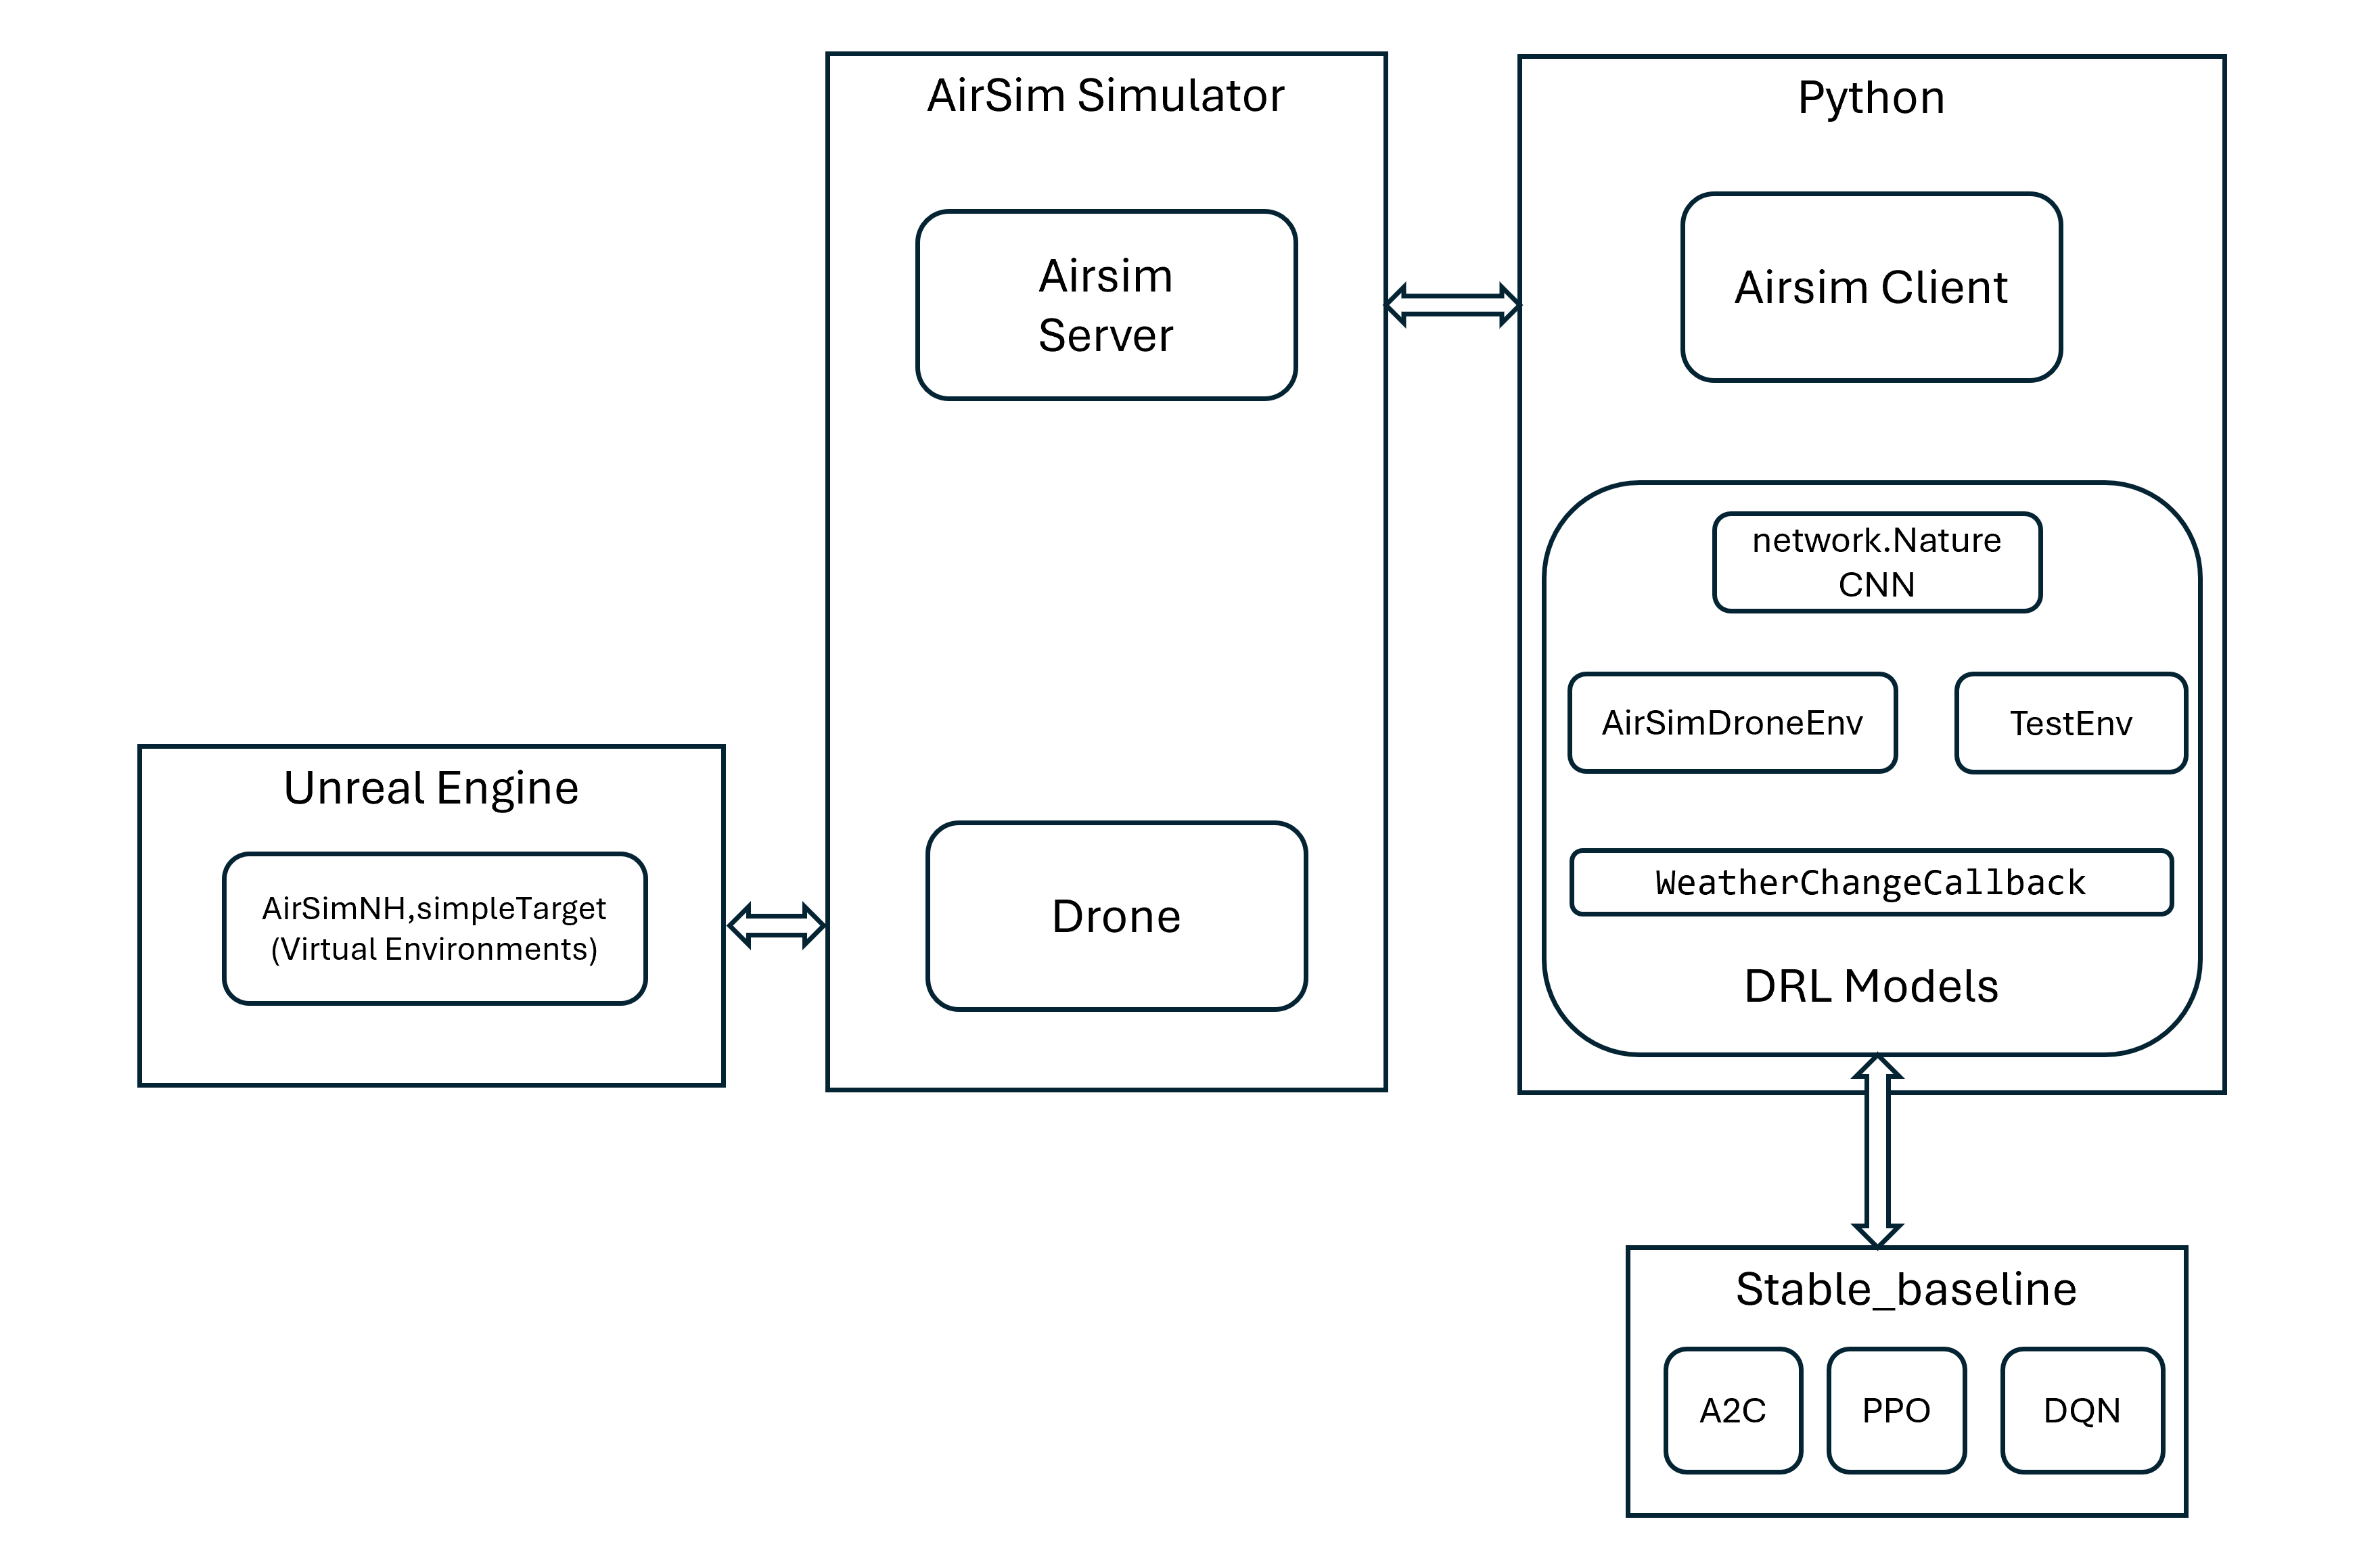 AirSim Simulator
Airsim
Server
Drone
Python
Airsim Client
network.Nature
CNN
AirSimDroneEnv
TestEnv
WeatherChangeCallback
DRL Models
Unreal Engine
AirSimNH,simpleTarget
(Virtual Environments)
Stable_baseline
A2C
PPO
DQN